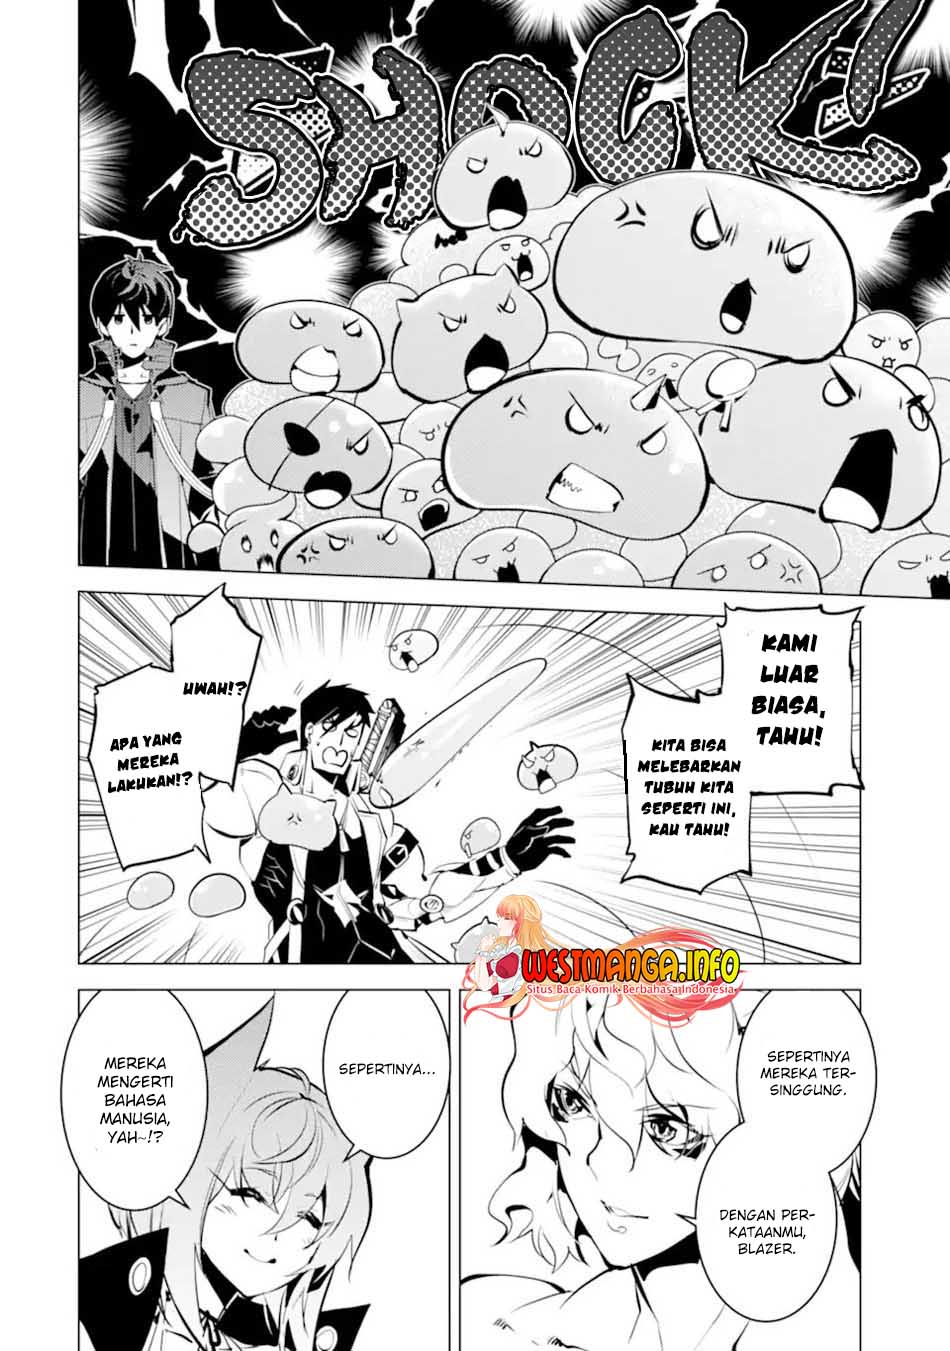 SHOCK!
KAMI
LUAR
BIASA,
TAHU!
KITA BISA
MELEBARKAN
TUBUH KITA
SEPERTI INI,
KAU TAHU!
UWAH!?
APA YANG
MEREKA
LAKUKAN!?
WESTMANGA.INFO
Situs Baca Komik Berbahasa Indonesia
SEPERTINYA
MEREKA TER-
SINGGUNG.
DENGAN PER-
KATAANMU,
BLAZER.
SEPERTINYA...
MEREKA
MENGERTI
BAHASA
MANUSIA,
YAH~!?